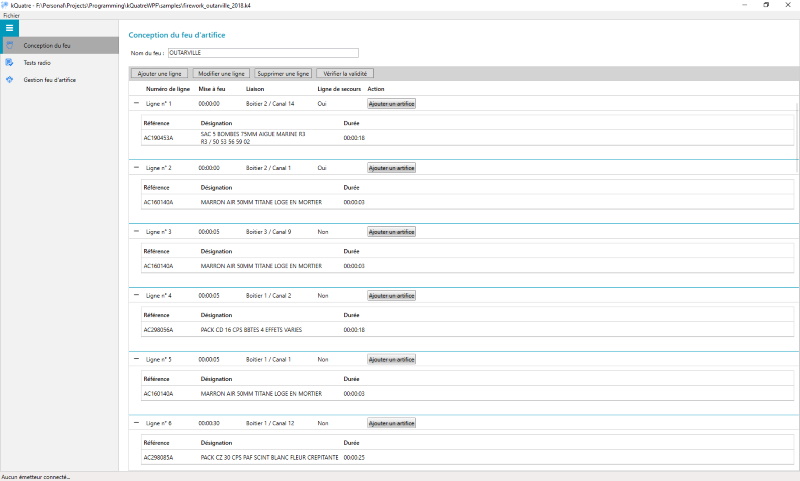 kQuatre - F:\Personal\Projects\Programming\kQuatreWPF\samples\firework_outarville_2018.k4
Fichier
Conception du feu
Tests radio
Gestion feu d'artifice
Conception du feu d'artifice
Nom du feu : OUTARVILLE
Ajouter une ligne Modifier une ligne Supprimer une ligne Vérifier la validité
Numéro de ligne Mise à feu Liaison Ligne de secours Action
Ligne n° 1 00:00:00 Boitier 2 / Canal 14 Oui Ajouter un artifice
Référence Désignation Durée
AC190453A SAC 5 BOMBES 75MM AIGUE MARINE R3 00:00:18
R3 / 50 53 56 59 02
Ligne n° 2 00:00:00 Boitier 2 / Canal 1 Oui Ajouter un artifice
Référence Désignation Durée
AC160140A MARRON AIR 50MM TITANE LOGE EN MORTIER 00:00:03
Ligne n° 3 00:00:05 Boitier 3 / Canal 9 Non Ajouter un artifice
Référence Désignation Durée
AC160140A MARRON AIR 50MM TITANE LOGE EN MORTIER 00:00:03
Ligne n° 4 00:00:05 Boitier 1 / Canal 2 Non Ajouter un artifice
Référence Désignation Durée
AC298056A PACK CD 16 CPS BBTES 4 EFFETS VARIES 00:00:18
Ligne n° 5 00:00:05 Boitier 1 / Canal 1 Non Ajouter un artifice
Référence Désignation Durée
AC160140A MARRON AIR 50MM TITANE LOGE EN MORTIER 00:00:03
Ligne n° 6 00:00:30 Boitier 1 / Canal 12 Non Ajouter un artifice
Référence Désignation Durée
AC298085A PACK CZ 30 CPS PAF SCINT BLANC FLEUR CREPITANTE 00:00:25
Aucun émetteur connecté...